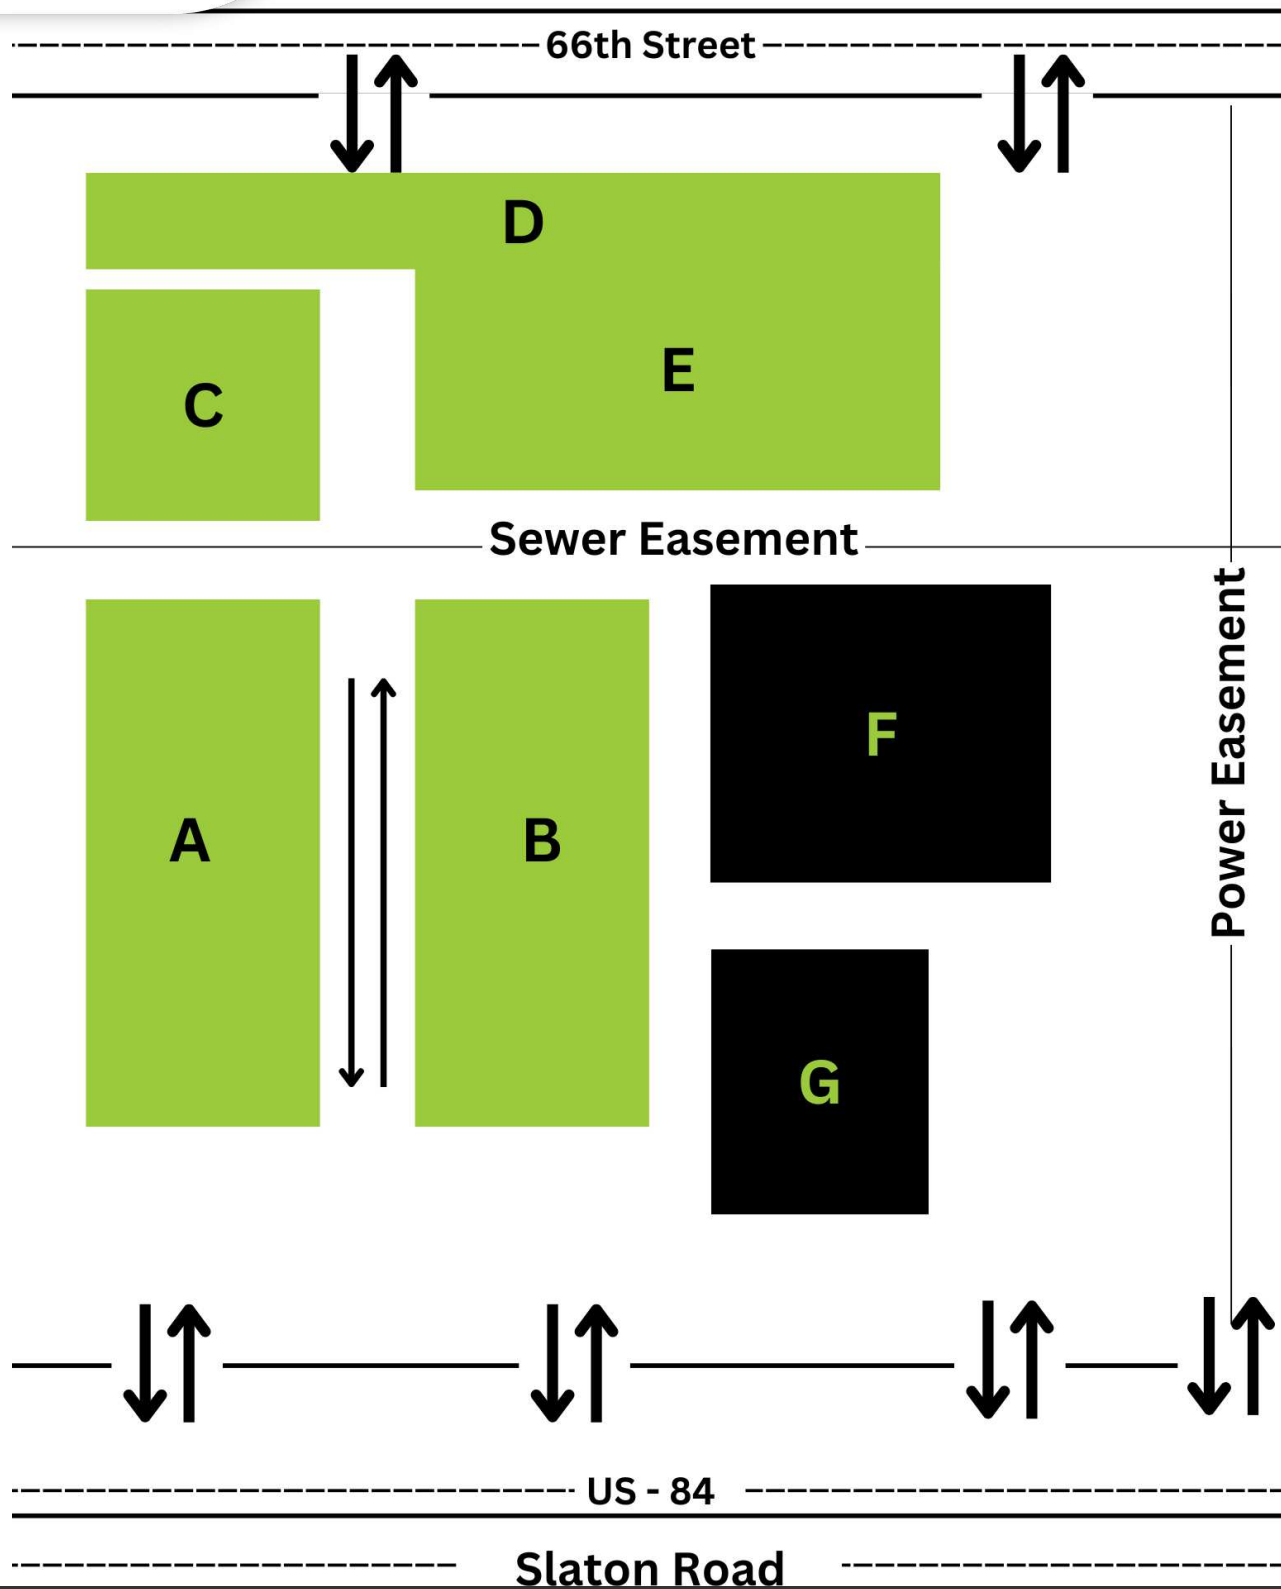 66th Street
D
E
C
Sewer Easement
Power Easement
F
A
B
G
US - 84
Slaton Road